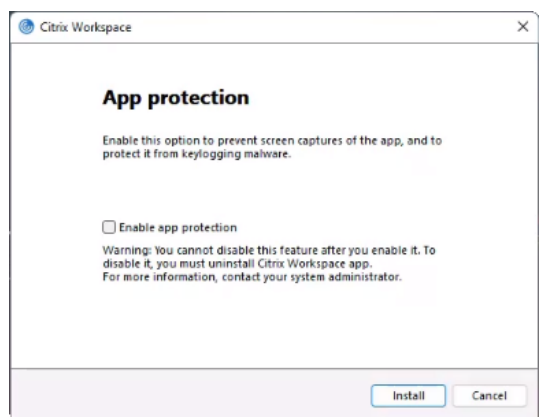 Citrix Workspace
App protection
Enable this option to prevent screen captures of the app, and to
protect it from keylogging malware.
Enable app protection
Warning: You cannot disable this feature after you enable it. To
disable it, you must uninstall Citrix Workspace app.
For more information, contact your system administrator.
Install Cancel